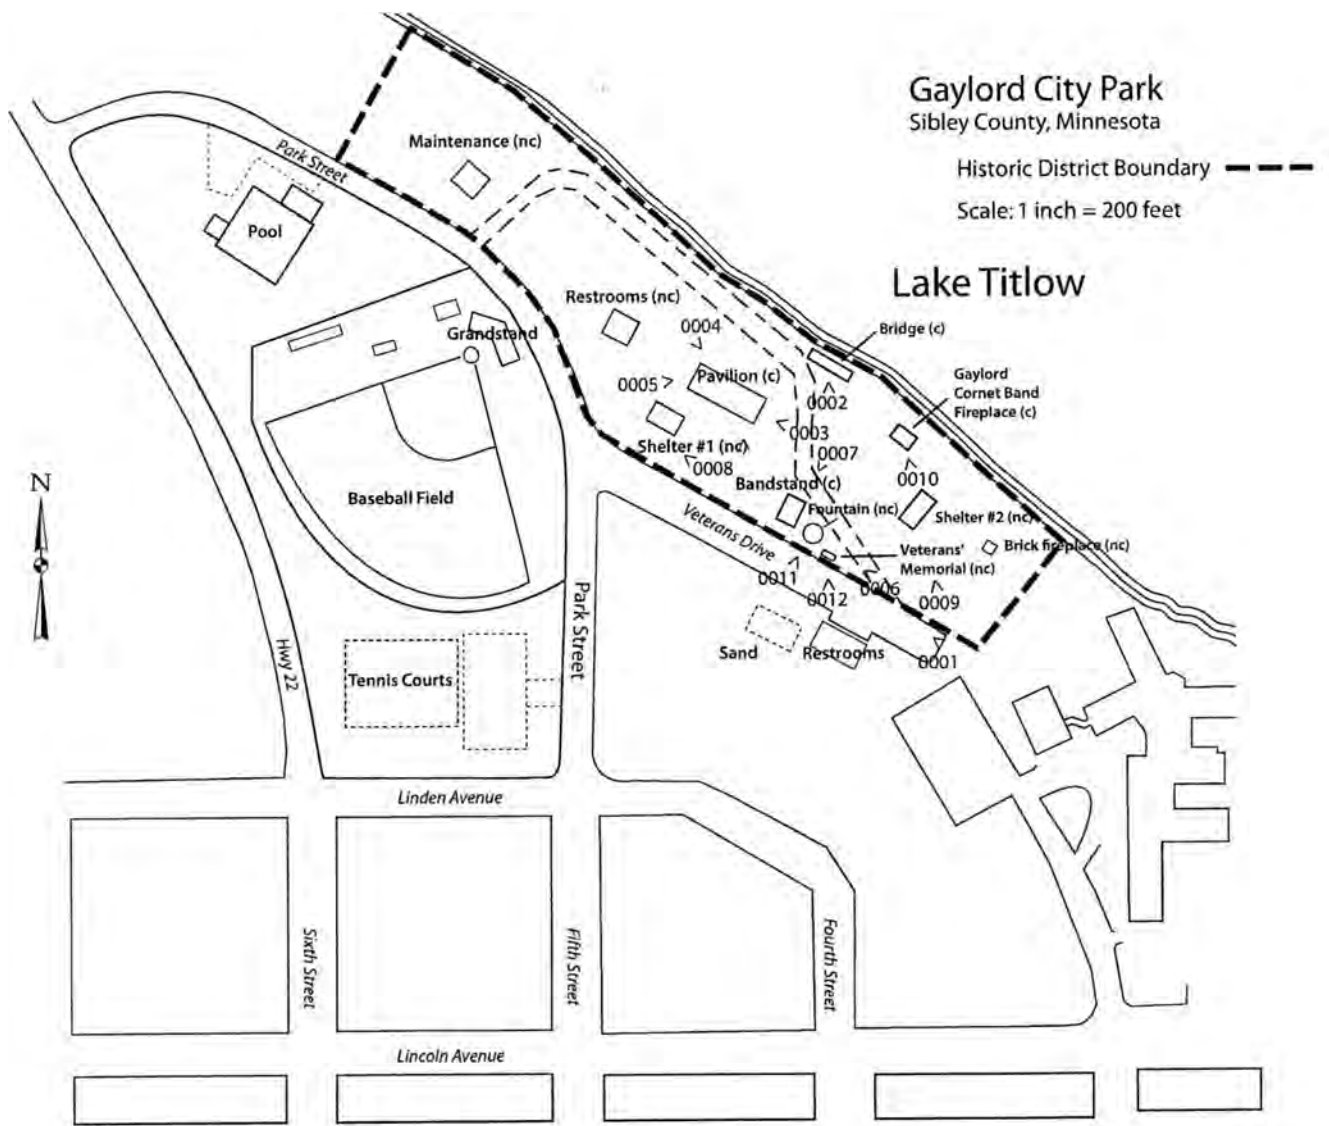 Gaylord City Park
Sibley County, Minnesota
Historic District Boundary
Scale: 1 inch = 200 feet
Lake Titlow
Maintenance (nc)
Park Street
Pool
Restrooms (nc)
0004
Bridge (c)
Grandstand
Gaylord
Cornet Band
Fireplace (c)
0005
Pavilion (c)
0002
0003
Shelter #1 (nc)
0008
0007
0010
N
Baseball Field
Bandstand (c)
Fountain (nc)
Shelter #2 (nc)
Veterans Drive
Brick fireplace (nc)
Veterans'
Memorial (nc)
0011
0012
0006
0009
Park Street
Hwy 22
Sand
Restrooms
0001
Tennis Courts
Linden Avenue
Sixth Street
Fifth Street
Fourth Street
Lincoln Avenue